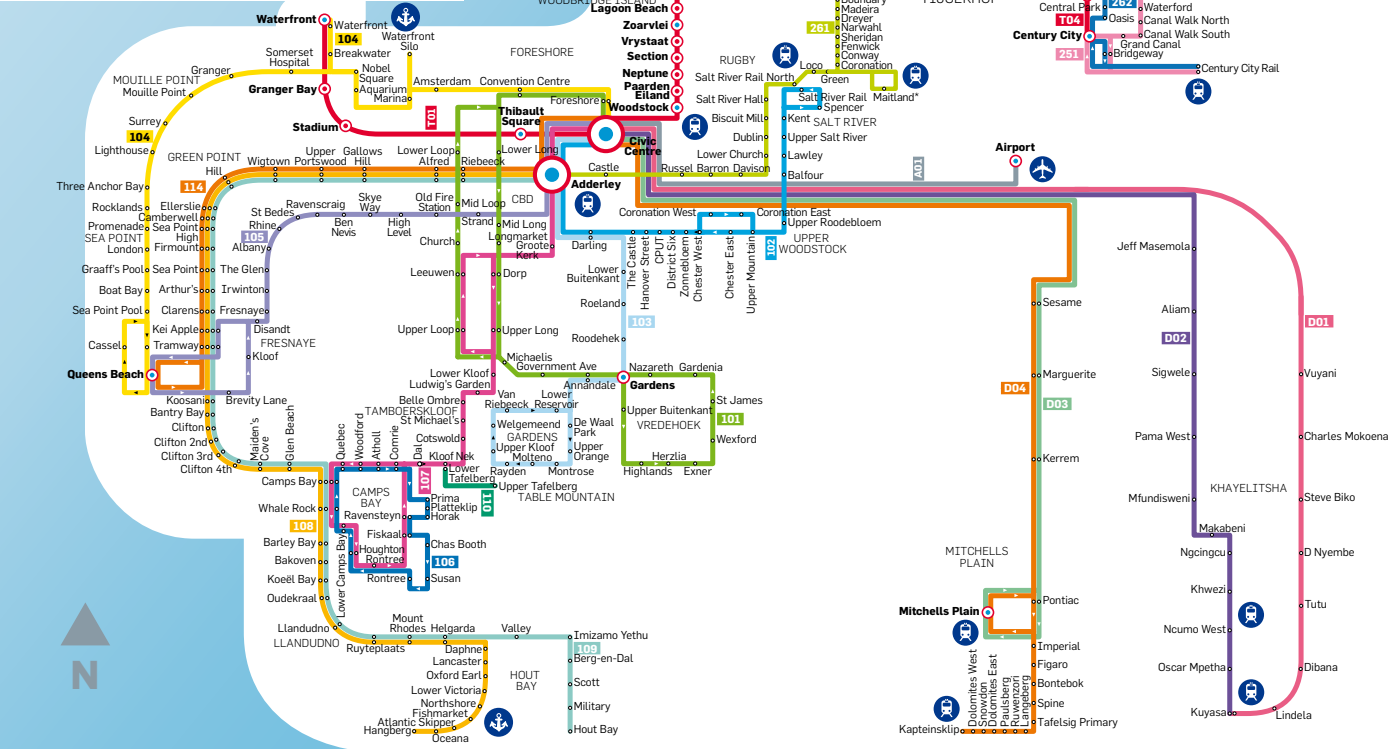 WOODBRIDGE ISLAND
Lagoon Beach
Zoarvlei
Vrystaat
Section
Neptune
Paarden
Eiland
Woodstock
Madeira
Dreyer
Narwahl
Sheridan
Fenwick
Conway
Coronation
261
Central Park
262
Waterford
Oasis
Canal Walk North
T04
Canal Walk South
Century City
Grand Canal
251
Bridgeway
Century City Rail
Waterfront
Waterfront
104
Breakwater
Waterfront
Silo
Somerset
Hospital
Granger
Nobel
Square
Aquarium
Marina
MOUILLE POINT
Mouille Point
Granger Bay
Amsterdam
Convention Centre
FORESHORE
Foreshore
Surrey
104
Lighthouse
Stadium
T01
Thibault
Square
Civic
Centre
RUGBY
Salt River Rail North
Loco
Green
Maitland*
Salt River Hall
Salt River Rail
Spencer
Biscuit Mill
Kent
SALT RIVER
Dublin
Upper Salt River
Lower Church
Lawley
Castle
Russel
Barron
Davison
Balfour
A01
Airport
GREEN POINT
Hill
Wigtown
Upper
Portswood
Gallows
Hill
Lower Loop
Alfred
Riebeeck
Lower Long
Adderley
114
Three Anchor Bay
Rocklands
Ellerslie
Camberwell
Promenade
Sea Point
High
SEA POINT
London
Firmount
Graaff's Pool
Sea Point
Boat Bay
Arthur's
Sea Point Pool
Clarens
Kei Apple
Cassel
Tramway
Queens Beach
105
St Bedes
Rhine
Albany
The Glen
Irwinton
Fresnaye
Disandt
FRESNAYE
Kloof
Brevity Lane
Ravenscraig
Ben
Nevis
Skye
Way
High
Level
Old Fire
Station
Mid Loop
Strand
CBD
Mid Long
Longmarket
Groote
Kerk
Church
Leeuwen
Dorp
Upper Loop
Upper Long
Coronation West
Coronation East
Upper Roodebloem
102
UPPER
WOODSTOCK
Darling
The Castle
Hanover Street
CPUT
District Six
Zonnebloem
Chester West
Chester East
Upper Mountain
Lower
Buitenkant
Roeland
103
Roodehek
Michaelis
Government Ave
Annandale
Gardens
Nazareth
Gardenia
St James
Upper Buitenkant
VREDEHOEK
101
Wexford
Herzlia
Highlands
Exner
Lower Kloof
Ludwig's Garden
Belle Ombre
TAMBOERSKLOOF
St Michael's
Cotswold
Kloof Nek
Van
Riebeeck
Lower
Reservoir
Welgemeend
GARDENS
De Waal
Park
Upper Kloof
Molteno
Upper
Orange
Rayden
Montrose
Lower
Tafelberg
Upper Tafelberg
110
TABLE MOUNTAIN
Koosani
Bantry Bay
Clifton
Clifton 2nd
Clifton 3rd
Clifton 4th
Maiden's
Cove
Glen Beach
Quebec
Woodford
Atholl
Comrie
Dal
107
Camps Bay
CAMPS
BAY
Whale Rock
Ravensteyn
Prima
Platteklip
Horak
108
Barley Bay
Fiskaal
Chas Booth
Bakoven
Houghton
Rontree
106
Koeël Bay
Rontree
Susan
Lower Camps Bay
Oudekraal
Llandudno
LLANDUDNO
Ruyteplaats
Mount
Rhodes
Helgarda
Valley
Imizamo Yethu
109
Daphne
Berg-en-Dal
Lancaster
Oxford Earl
HOUT
BAY
Scott
Lower Victoria
Northshore
Military
Fishmarket
Atlantic Skipper
Hangberg
Oceana
Hout Bay
N
Sesame
Marguerite
D04
D03
Kerrem
MITCHELLS
PLAIN
Mitchells Plain
Pontiac
Imperial
Figaro
Bontebok
Spine
Tafelsig Primary
Kapteinsklip
Dolomites West
Snowdon
Dolomites East
Paulsberg
Ruwenzori
Langeberg
Jeff Masemola
Aliam
D02
D01
Sigwele
Vuyani
Pama West
Charles Mokoena
KHAYELITSHA
Mfundisweni
Steve Biko
Makabeni
Ngcingcu
D Nyembe
Khwezi
Tutu
Ncumo West
Oscar Mpetha
Dibana
Kuyasa
Lindela